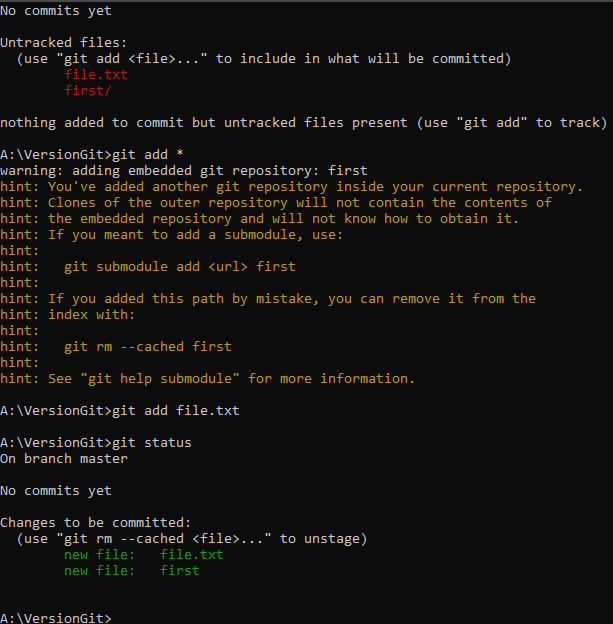 No commits yet
Untracked files:
(use "git add <file>..." to include in what will be committed)
file.txt
first/
nothing added to commit but untracked files present (use "git add" to track)
A:\VersionGit>git add *
warning: adding embedded git repository: first
hint: You've added another git repository inside your current repository.
hint: Clones of the outer repository will not contain the contents of
hint: the embedded repository and will not know how to obtain it.
hint: If you meant to add a submodule, use:
hint:
hint:   git submodule add <url> first
hint:
hint: If you added this path by mistake, you can remove it from the
hint: index with:
hint:
hint:   git rm --cached first
hint:
hint: See "git help submodule" for more information.
A:\VersionGit>git add file.txt
A:\VersionGit>git status
On branch master
No commits yet
Changes to be committed:
(use "git rm --cached <file>..." to unstage)
new file:   file.txt
new file:   first
A:\VersionGit>